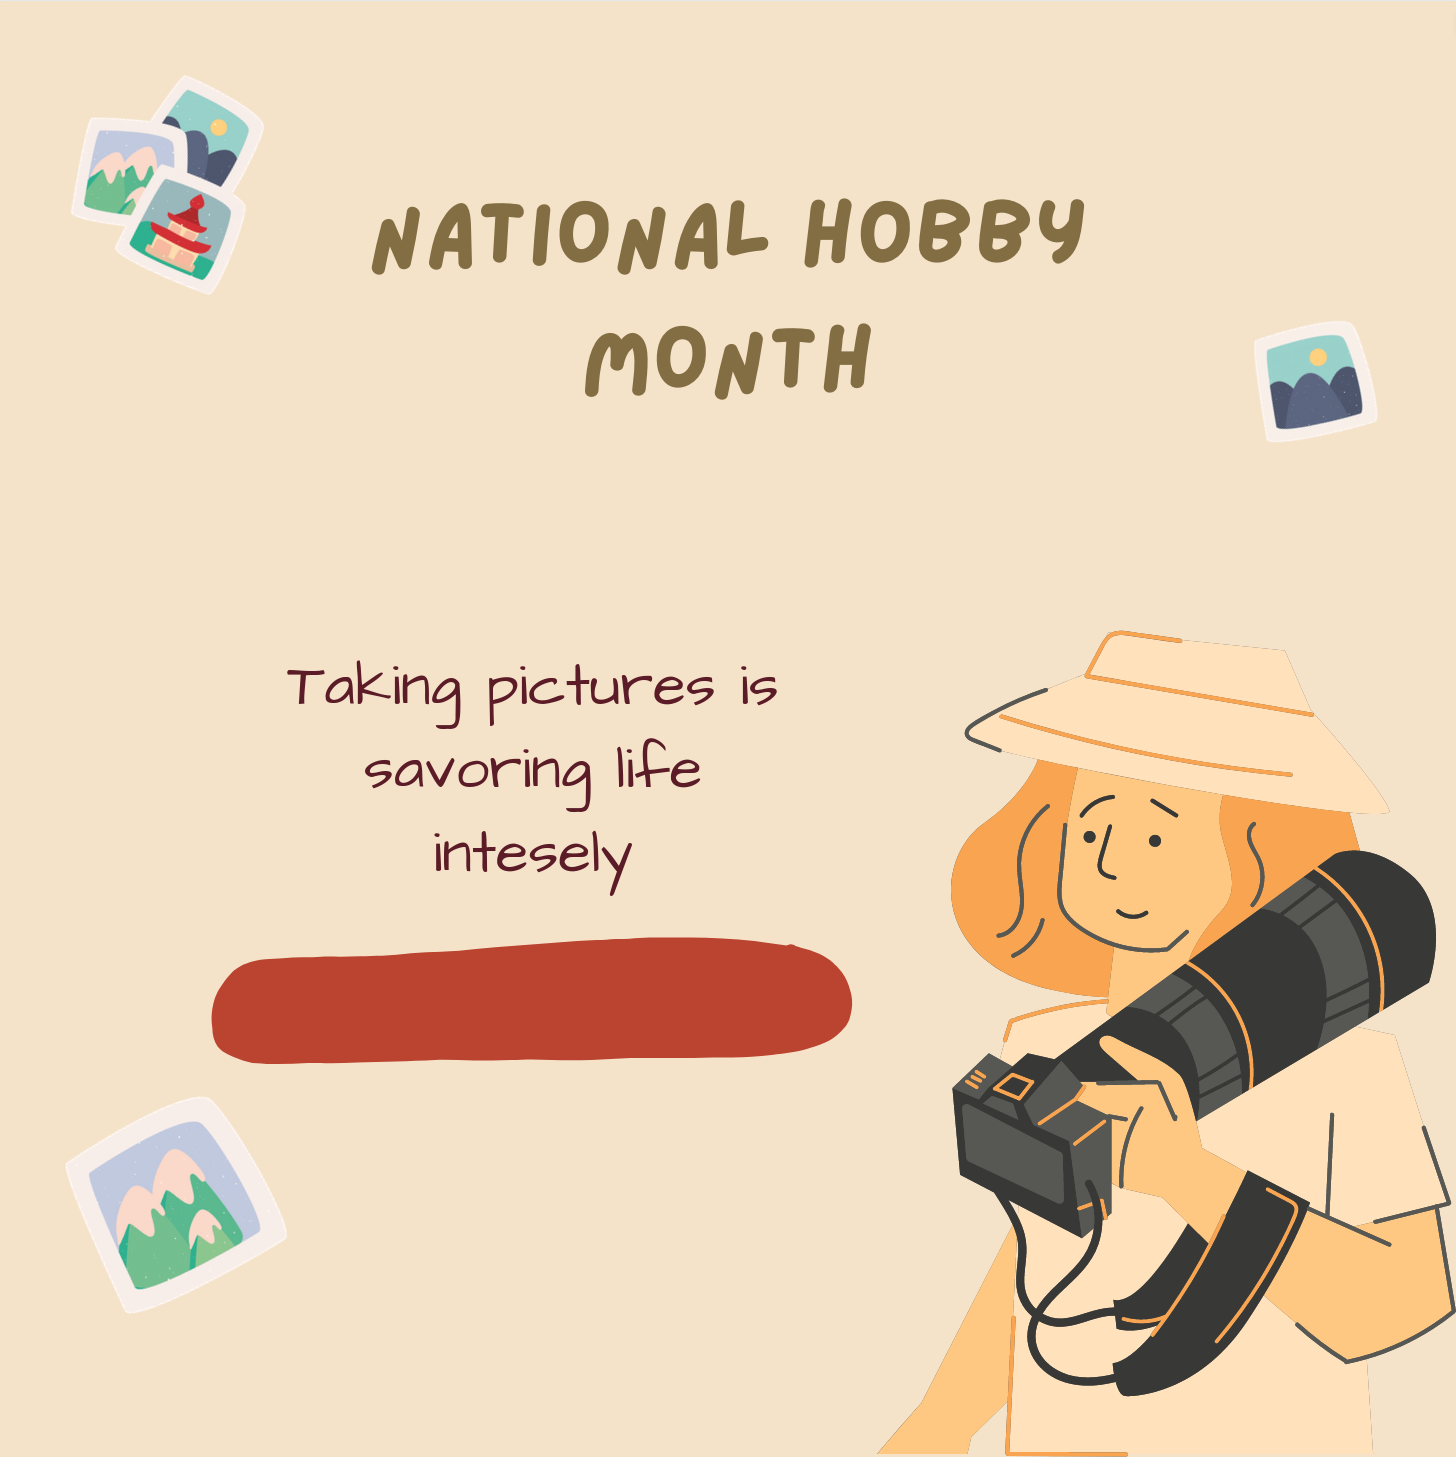 NATIONAL HOBBY
MONTH
Taking pictures is
savoring life
intesely